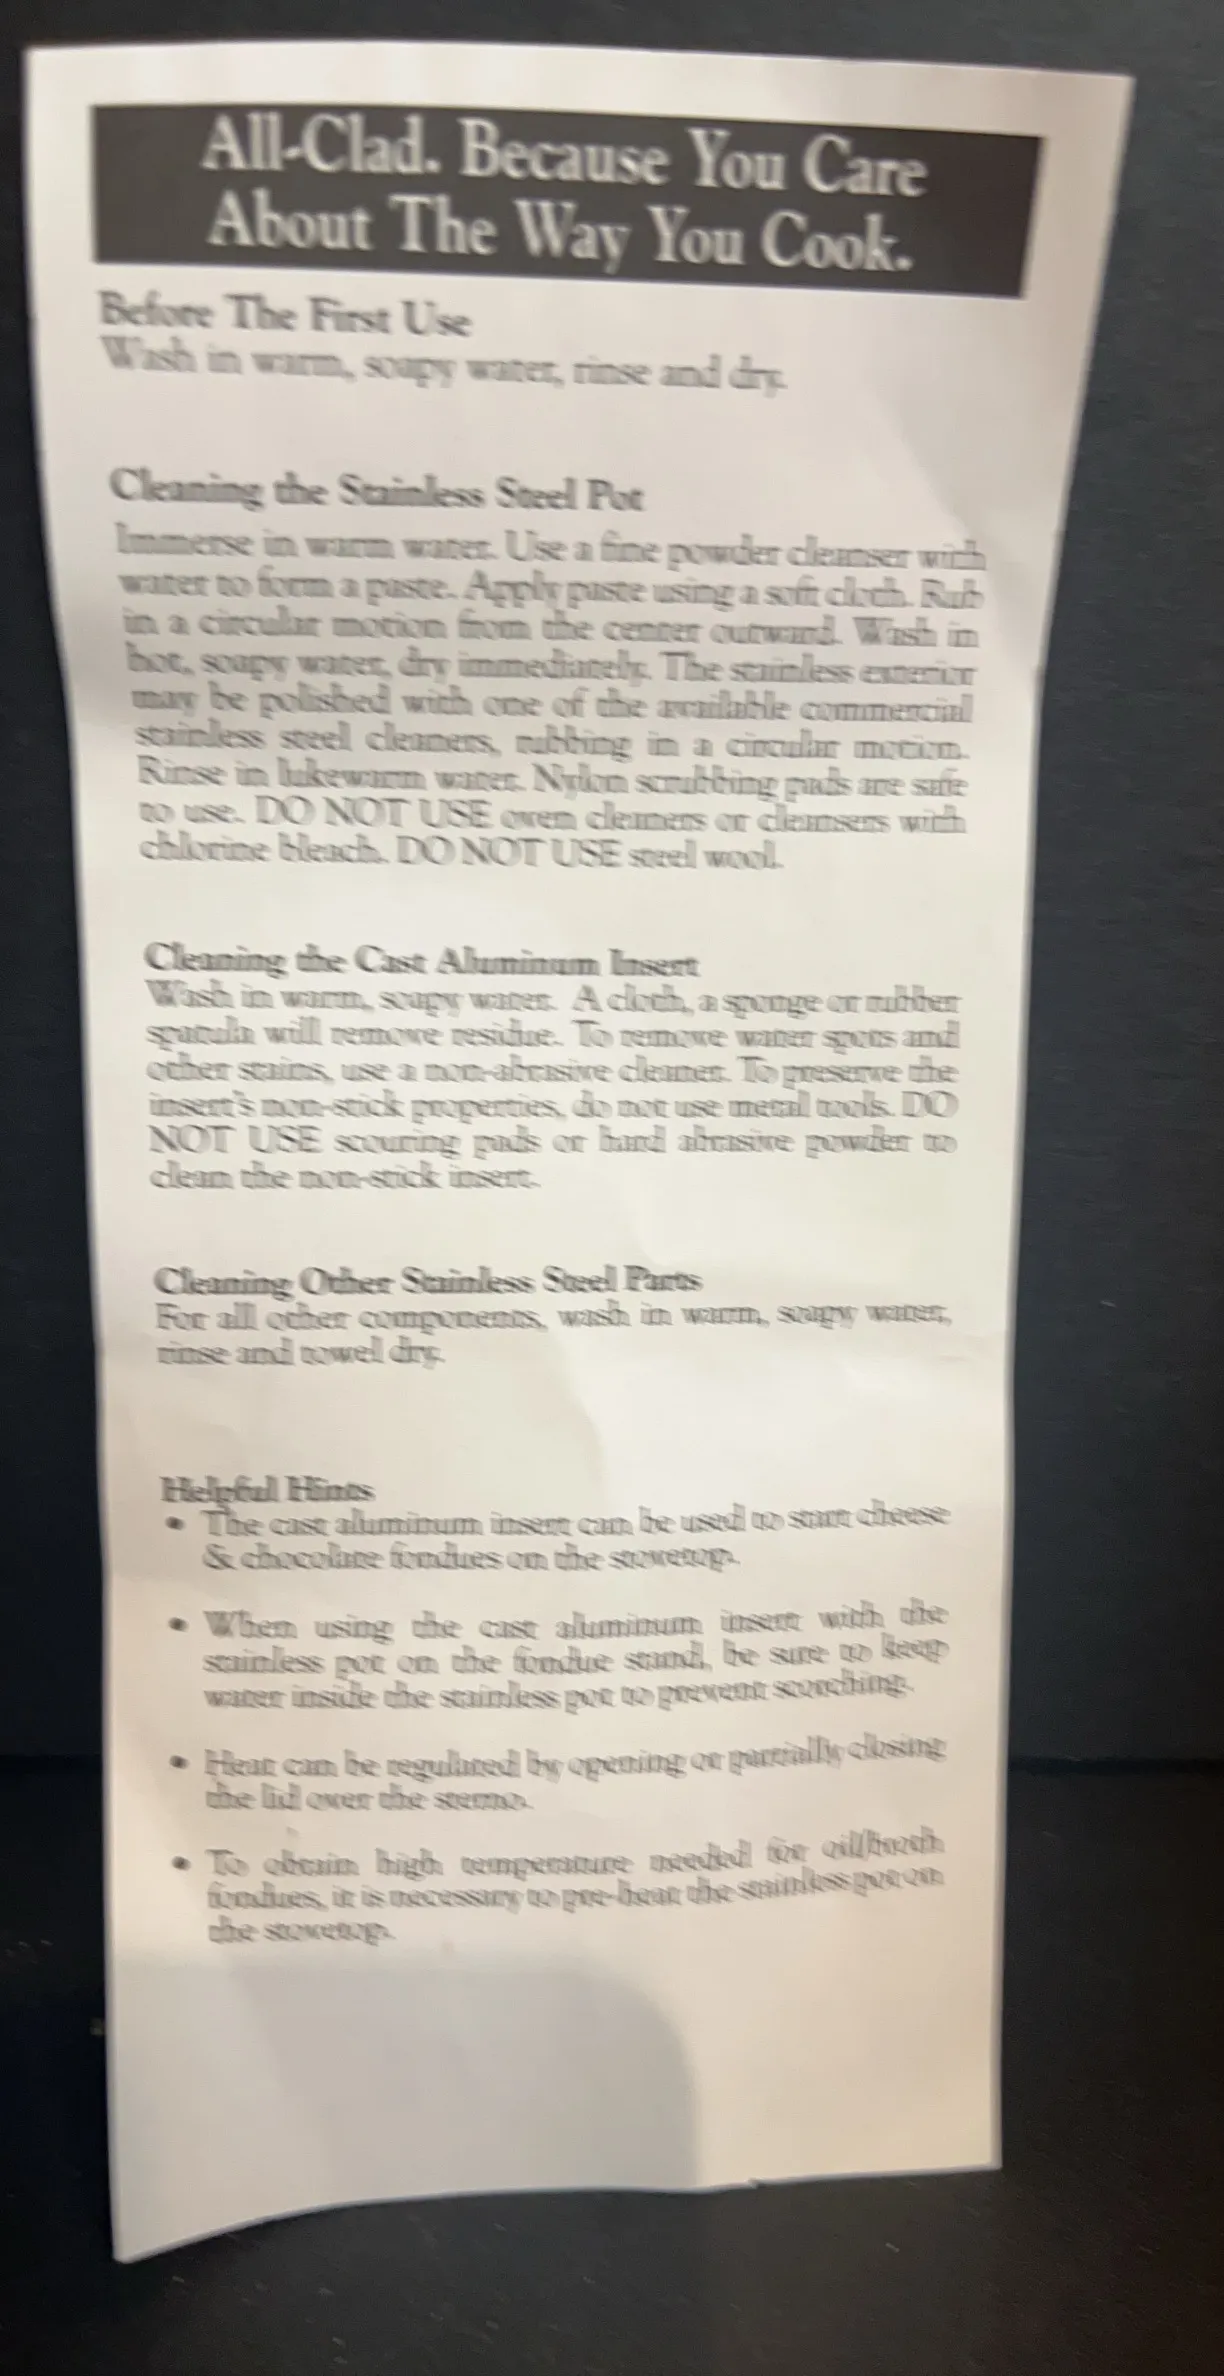 All-Clad. Because You Care
About The Way You Cook.
Before The First Use
Wash in warm, soapy water, rinse and dry.
Cleaning the Stainless Steel Pot
Immerse in warm water. Use a fine powder cleanser with
water to form a paste. Apply paste using a soft cloth. Rub
in a circular motion from the center outward. Wash in
hot, soapy water, dry immediately. The stainless exterior
may be polished with one of the available commercial
stainless steel cleaners, rubbing in a circular motion.
Rinse in lukewarm water. Nylon scrubbing pads are safe
to use. DO NOT USE oven cleaners or cleansers with
chlorine bleach. DO NOT USE steel wool.
Cleaning the Cast Aluminum Insert
Wash in warm, soapy water. A cloth, a sponge or rubber
spatula will remove residue. To remove water spots and
other stains, use a non-abrasive cleaner. To preserve the
insert's non-stick properties, do not use metal tools. DO
NOT USE scouring pads or hard abrasive powder to
clean the non-stick insert.
Cleaning Other Stainless Steel Parts
For all other components, wash in warm, soapy water,
rinse and towel dry.
Helpful Hints
• The cast aluminum insert can be used to start cheese
& chocolate fondues on the stovetop.
• When using the cast aluminum insert with the
stainless pot on the fondue stand, be sure to keep
water inside the stainless pot to prevent scorching.
• Heat can be regulated by opening or partially closing
the lid over the sterno.
• To obtain high temperature needed for oil/broth
fondues, it is necessary to pre-heat the stainless pot on
the stovetop.